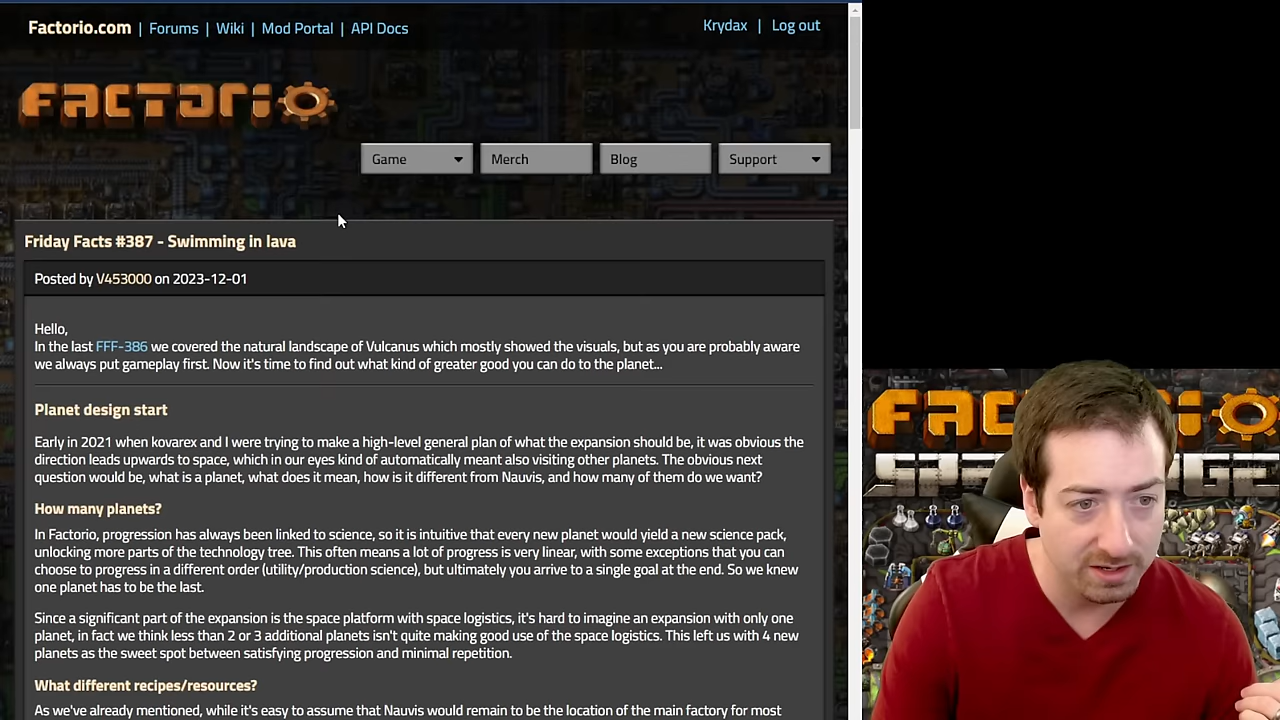 Factorio.com | Forums | Wiki | Mod Portal | API Docs
Krydax | Log out
FACTORIO
Game
Merch
Blog
Support
Friday Facts #387 - Swimming in lava
Posted by V453000 on 2023-12-01
Hello,
In the last FFF-386 we covered the natural landscape of Vulcanus which mostly showed the visuals, but as you are probably aware
we always put gameplay first. Now it's time to find out what kind of greater good you can do to the planet...
Planet design start
Early in 2021 when kovarex and I were trying to make a high-level general plan of what the expansion should be, it was obvious the
direction leads upwards to space, which in our eyes kind of automatically meant also visiting other planets. The obvious next
question would be, what is a planet, what does it mean, how is it different from Nauvis, and how many of them do we want?
How many planets?
In Factorio, progression has always been linked to science, so it is intuitive that every new planet would yield a new science pack,
unlocking more parts of the technology tree. This often means a lot of progress is very linear, with some exceptions that you can
choose to progress in a different order (utility/production science), but ultimately you arrive to a single goal at the end. So we knew
one planet has to be the last.
Since a significant part of the expansion is the space platform with space logistics, it's hard to imagine an expansion with only one
planet, in fact we think less than 2 or 3 additional planets isn't quite making good use of the space logistics. This left us with 4 new
planets as the sweet spot between satisfying progression and minimal repetition.
What different recipes/resources?
As we've already mentioned, while it's easy to assume that Nauvis would remain to be the location of the main factory for most